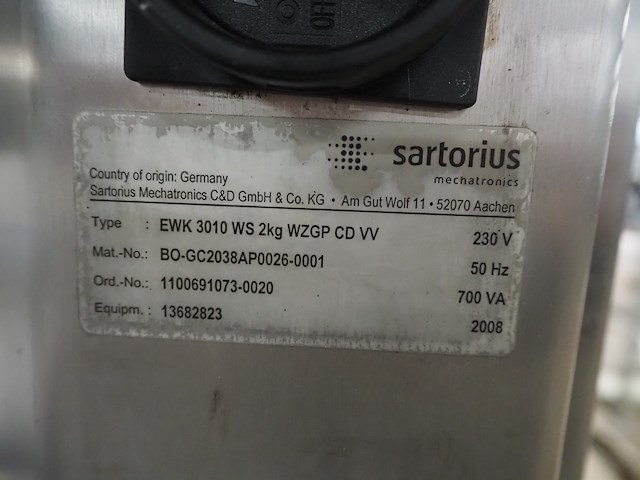 OFF
sartorius
mechatronics
Country of origin: Germany
Sartorius Mechatronics C&D GmbH & Co. KG • Am Gut Wolf 11 • 52070 Aachen
Type : EWK 3010 WS 2kg WZGP CD VV 230 V
Mat.-No.: BO-GC2038AP0026-0001 50 Hz
Ord.-No.: 1100691073-0020 700 VA
Equipm. : 13682823 2008